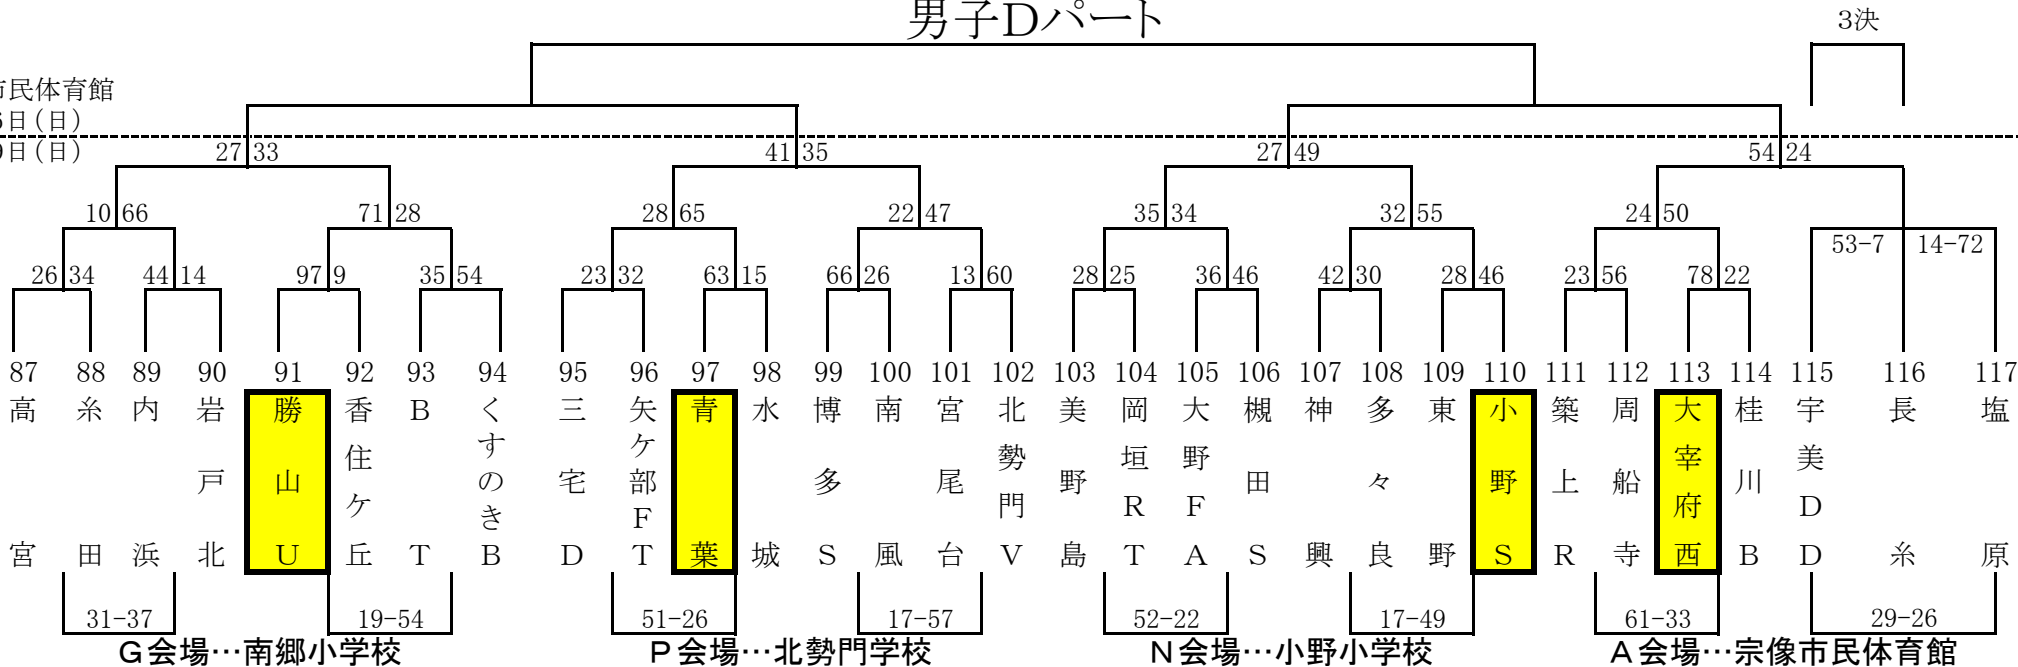 男子Dパート
3決
市民体育館
6日(日)
9日(日)
27 33 41 35 27 49 54 24
10 66 71 28 28 65 22 47 35 34 32 55 24 50
53-7 14-72
26 34 44 14 97 9 35 54 23 32 63 15 66 26 13 60 28 25 36 46 42 30 28 46 23 56 78 22
87 88 89 90 91 92 93 94 95 96 97 98 99 100 101 102 103 104 105 106 107 108 109 110 111 112 113 114 115 116 117
高宮
糸田
内浜
岩戸北
勝山U
香住ケ丘
BT
くすのきB
三宅D
矢ケ部FT
青葉
水城
博多S
南風
宮尾台
北勢門V
美野島
岡垣RT
大野FA
槻田S
神興
多々良
東野
小野S
築上R
周船寺
大宰府西
桂川B
宇美DD
長糸
塩原
31-37 19-54 51-26 17-57 52-22 17-49 61-33 29-26
G会場…南郷小学校 P会場…北勢門学校 N会場…小野小学校 A会場…宗像市民体育館